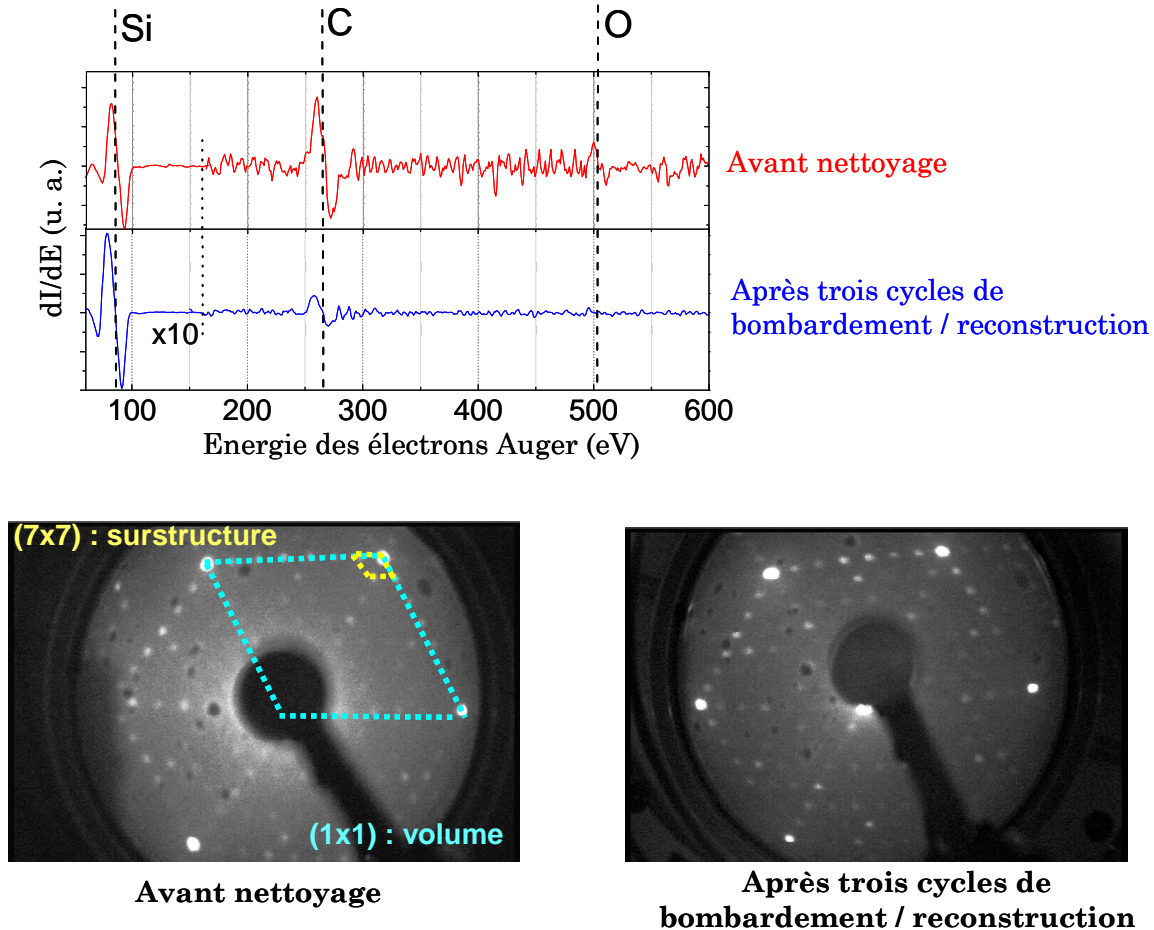 Si
C
O
dI/dE (u. a.)
Avant nettoyage
Après trois cycles de
bombardement / reconstruction
x10
100 200 300 400 500 600
Energie des électrons Auger (eV)
(7x7) : surstructure
(1x1) : volume
Avant nettoyage
Après trois cycles de
bombardement / reconstruction